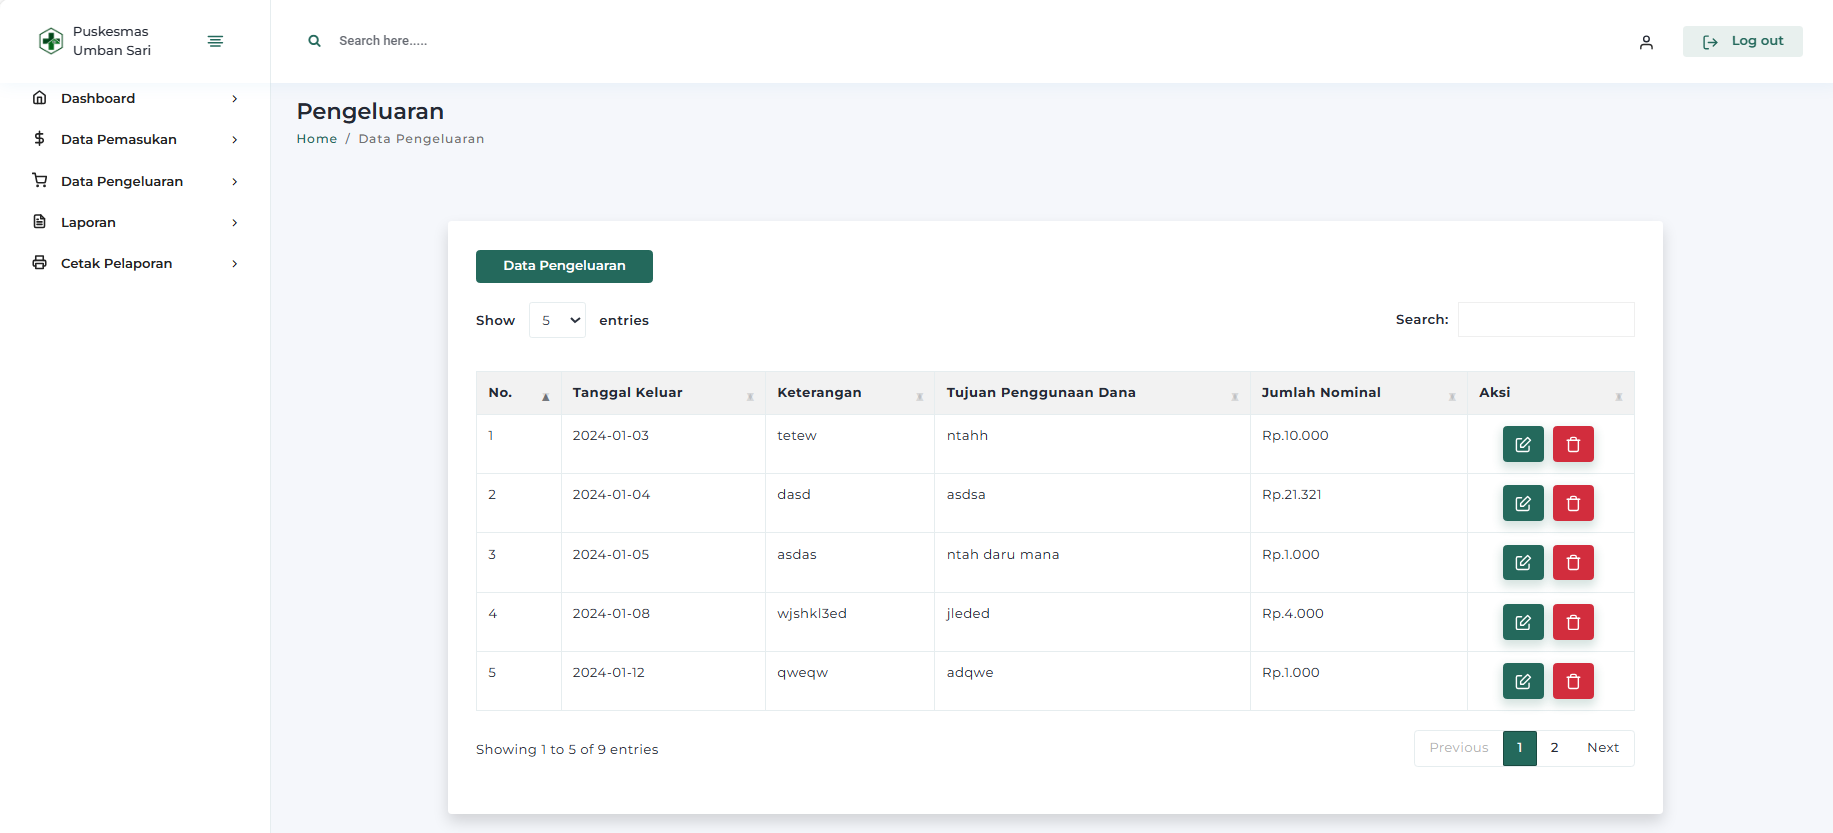 Puskesmas
Umban Sari
Search here.....
Log out
Dashboard
Data Pemasukan
Data Pengeluaran
Laporan
Cetak Pelaporan
Pengeluaran
Home / Data Pengeluaran
Data Pengeluaran
Show 5 entries
Search:
No. Tanggal Keluar Keterangan Tujuan Penggunaan Dana Jumlah Nominal Aksi
1 2024-01-03 tetew ntahh Rp.10.000
2 2024-01-04 dasd asdsa Rp.21.321
3 2024-01-05 asdas ntah daru mana Rp.1.000
4 2024-01-08 wjshkl3ed jleded Rp.4.000
5 2024-01-12 qweqw adqwe Rp.1.000
Showing 1 to 5 of 9 entries
Previous 1 2 Next